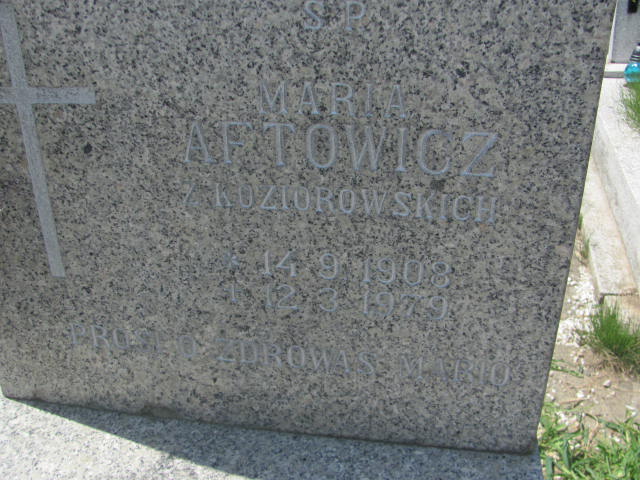 Ś.P.
MARIA
AFTOWICZ
Z KOZIOROWSKICH
* 14 9 1908
† 12 3 1979
PROSI O ZDROWAŚ MARIO